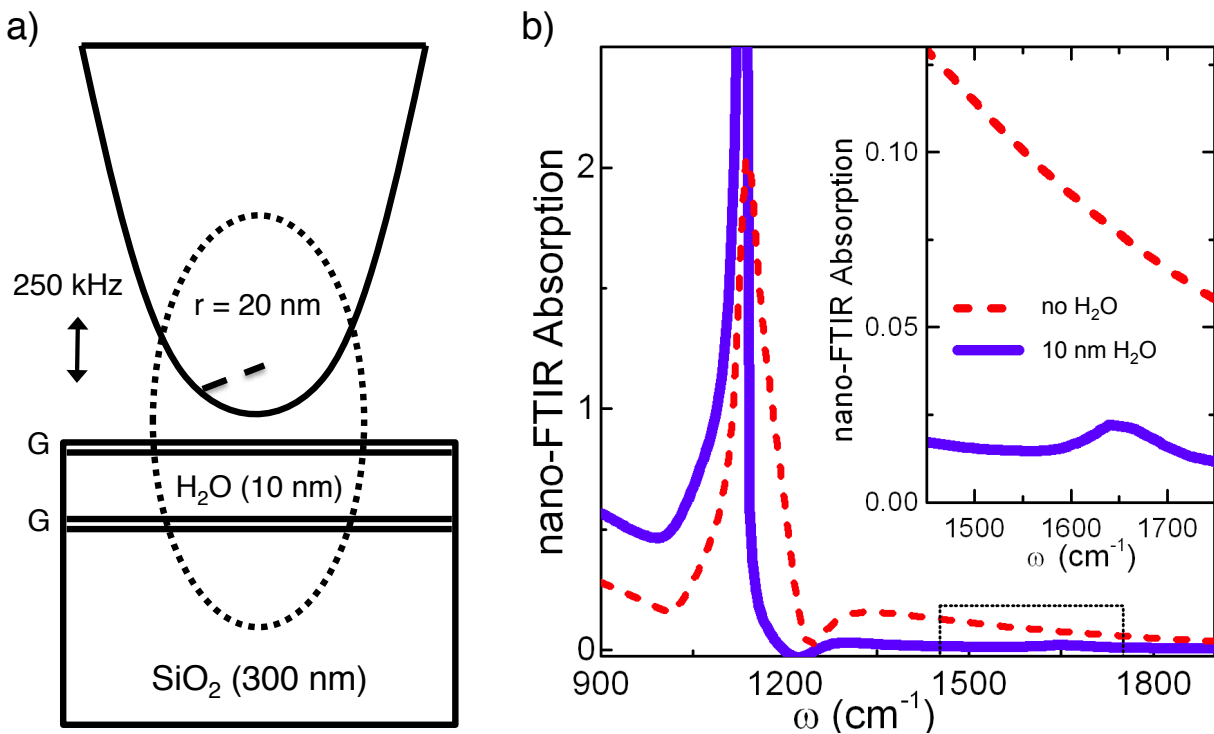 a)
250 kHz
r = 20 nm
G
H₂O (10 nm)
G
SiO₂ (300 nm)
b)
nano-FTIR Absorption
2
1
0
900
1200
1500
1800
ω (cm⁻¹)
nano-FTIR Absorption
0.10
0.05
0.00
1500
1600
1700
ω (cm⁻¹)
no H₂O
10 nm H₂O